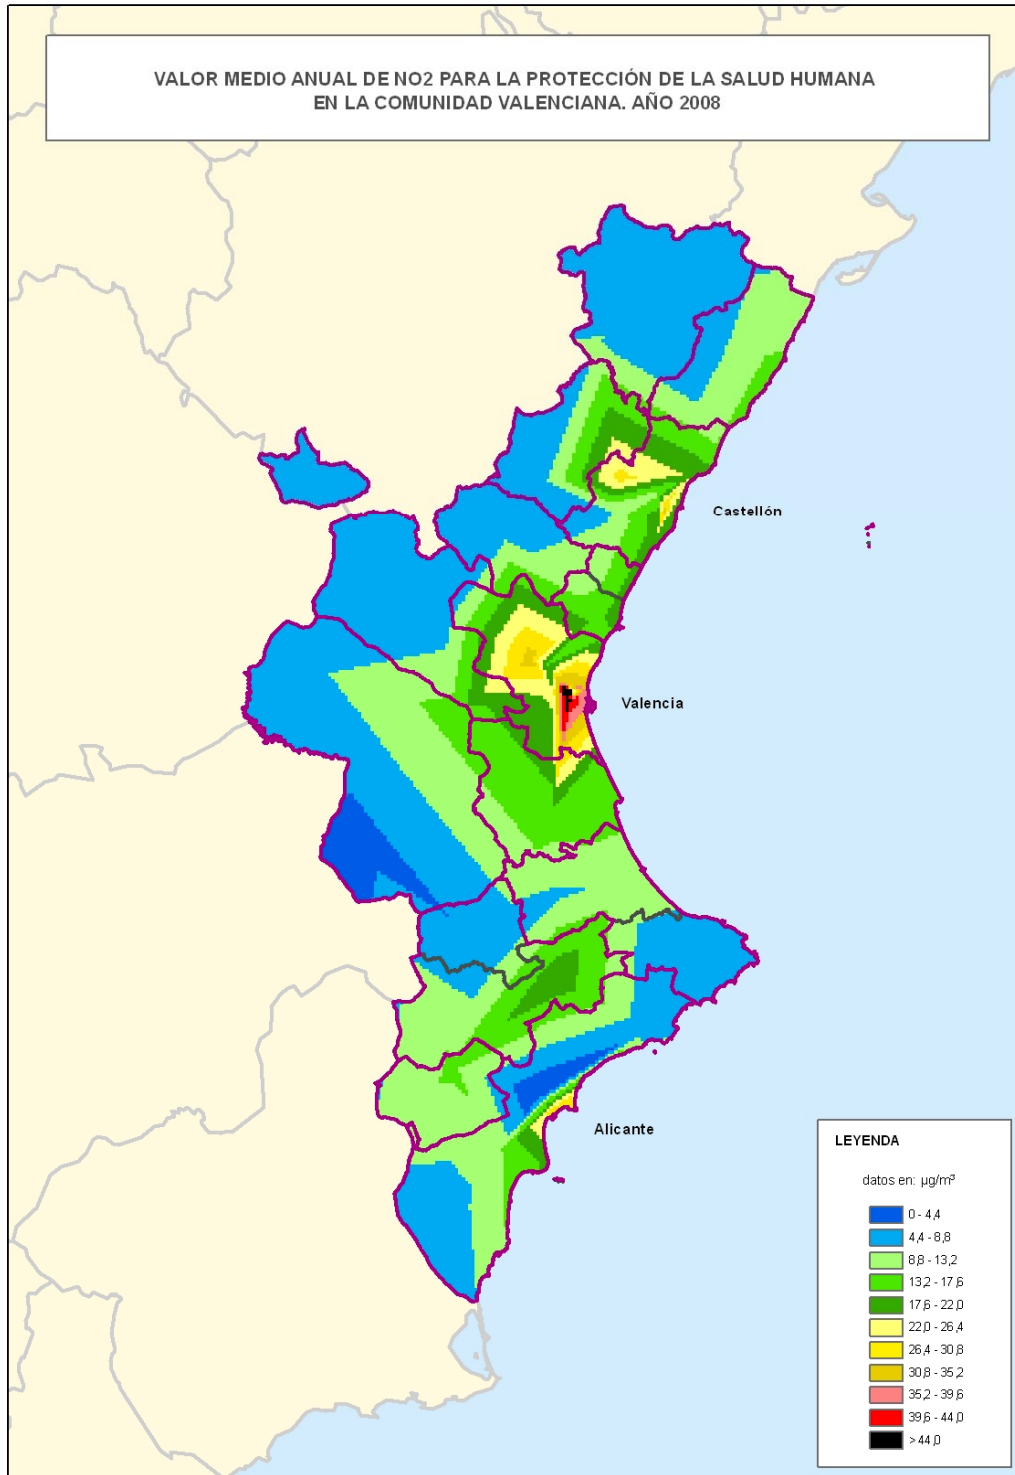 VALOR MEDIO ANUAL DE NO2 PARA LA PROTECCIÓN DE LA SALUD HUMANA
EN LA COMUNIDAD VALENCIANA. AÑO 2008
Castellón
Valencia
Alicante
LEYENDA
datos en: µg/m³
0 - 4,4
4,4 - 8,8
8,8 - 13,2
13,2 - 17,6
17,6 - 22,0
22,0 - 26,4
26,4 - 30,8
30,8 - 35,2
35,2 - 39,6
39,6 - 44,0
> 44,0